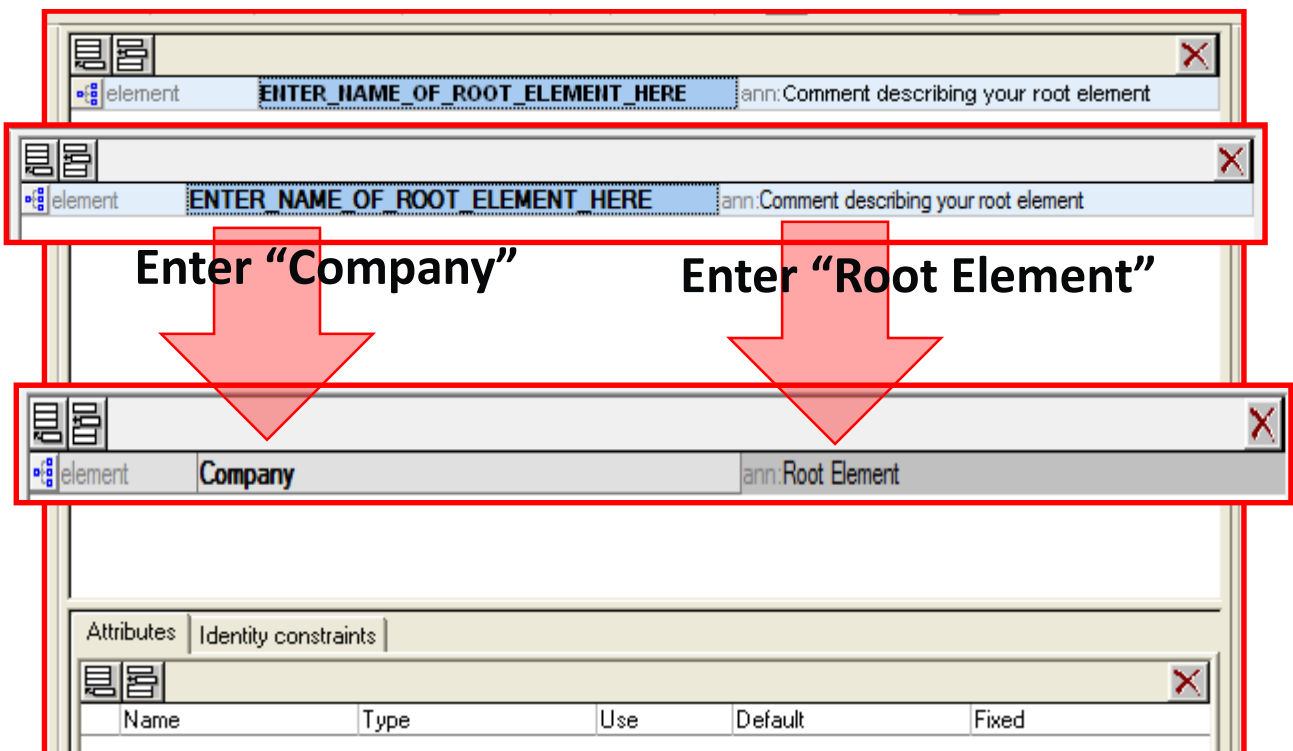 element ENTER_NAME_OF_ROOT_ELEMENT_HERE ann:Comment describing your root element
element ENTER_NAME_OF_ROOT_ELEMENT_HERE ann:Comment describing your root element
Enter “Company” Enter “Root Element”
element Company ann:Root Element
Attributes Identity constraints
Name Type Use Default Fixed